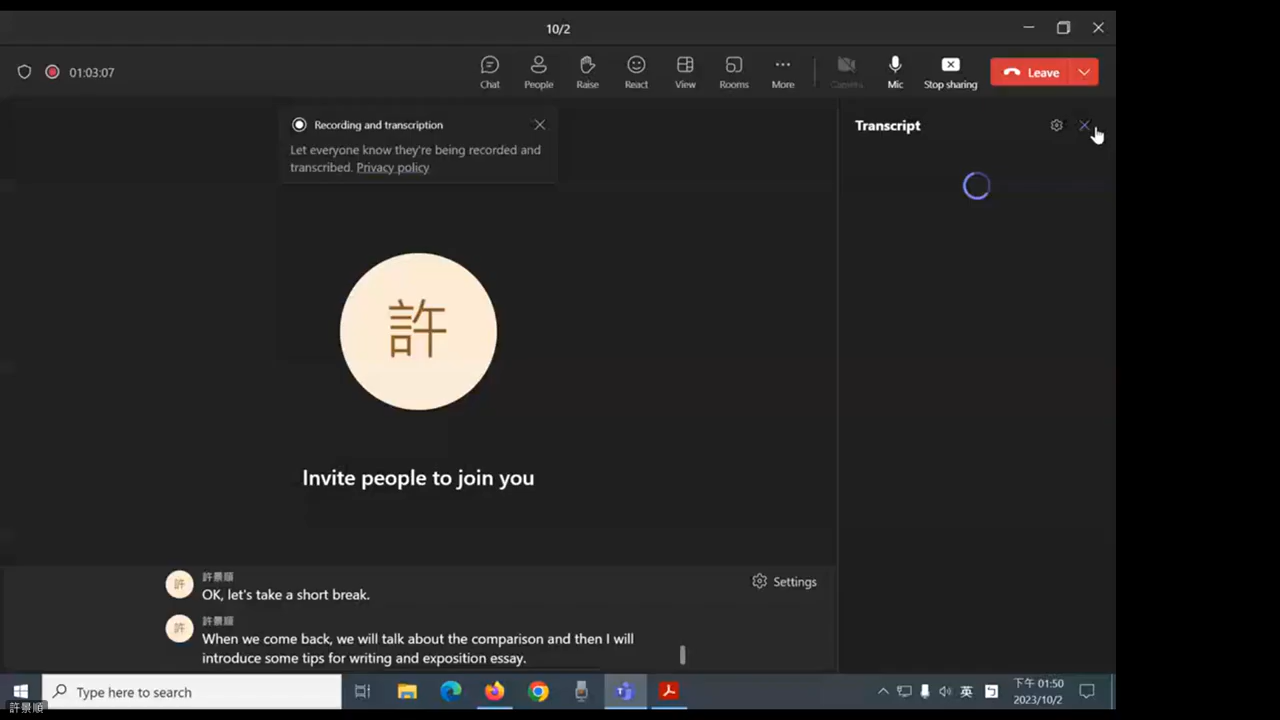 10/2
01:03:07
Chat
People
Raise
React
View
Rooms
More
Camera
Mic
Stop sharing
Leave
Recording and transcription
Let everyone know they're being recorded and
transcribed. Privacy policy
Transcript
許
Invite people to join you
許景順
OK, let's take a short break.
Settings
許景順
When we come back, we will talk about the comparison and then I will
introduce some tips for writing and exposition essay.
Type here to search
英
下午 01:50
2023/10/2
許景順